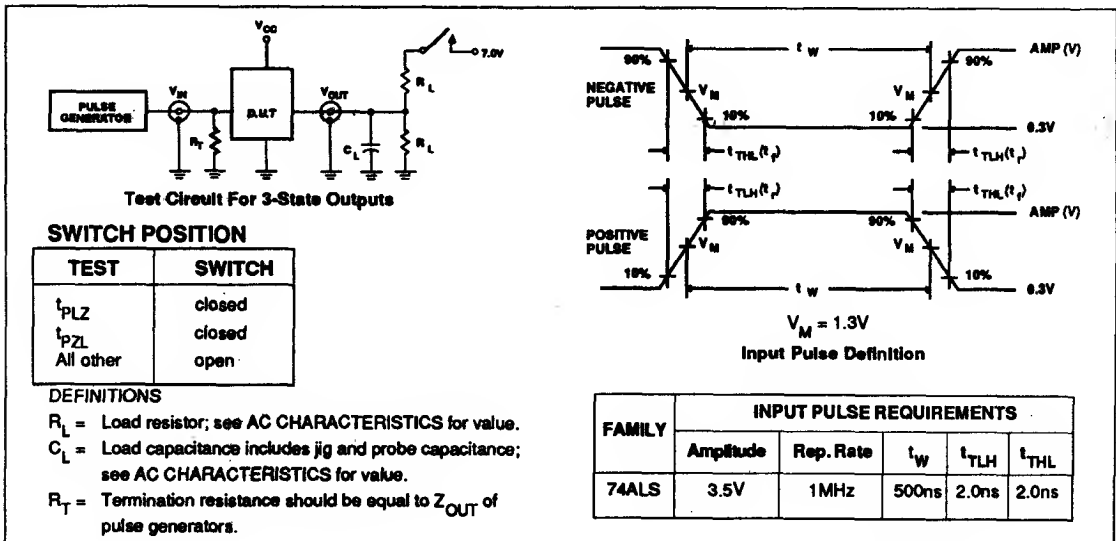 V_CC
7.0V
R_L
V_IN
V_OUT
PULSE
GENERATOR
D.U.T
R_T
C_L
R_L
Test Circuit For 3-State Outputs
SWITCH POSITION
TEST SWITCH
t_PLZ closed
t_PZL closed
All other open
DEFINITIONS
R_L = Load resistor; see AC CHARACTERISTICS for value.
C_L = Load capacitance includes jig and probe capacitance;
see AC CHARACTERISTICS for value.
R_T = Termination resistance should be equal to Z_OUT of
pulse generators.
t_W AMP (V)
90% 90%
NEGATIVE
PULSE
V_M V_M
10% 10%
0.3V
t_THL(t_f) t_TLH(t_r)
t_TLH(t_r) t_THL(t_f)
90% 90% AMP (V)
POSITIVE
PULSE
V_M V_M
10% 10%
t_W 0.3V
V_M = 1.3V
Input Pulse Definition
FAMILY INPUT PULSE REQUIREMENTS
Amplitude Rep. Rate t_W t_TLH t_THL
74ALS 3.5V 1MHz 500ns 2.0ns 2.0ns